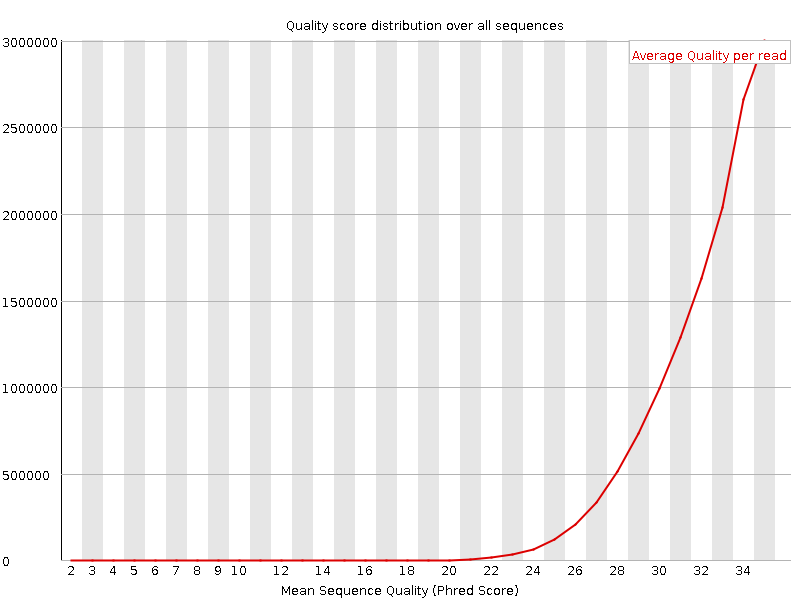 Quality score distribution over all sequences
3000000
Average Quality per read
2500000
2000000
1500000
1000000
500000
0
2 3 4 5 6 7 8 9 10 12 14 16 18 20 22 24 26 28 30 32 34
Mean Sequence Quality (Phred Score)